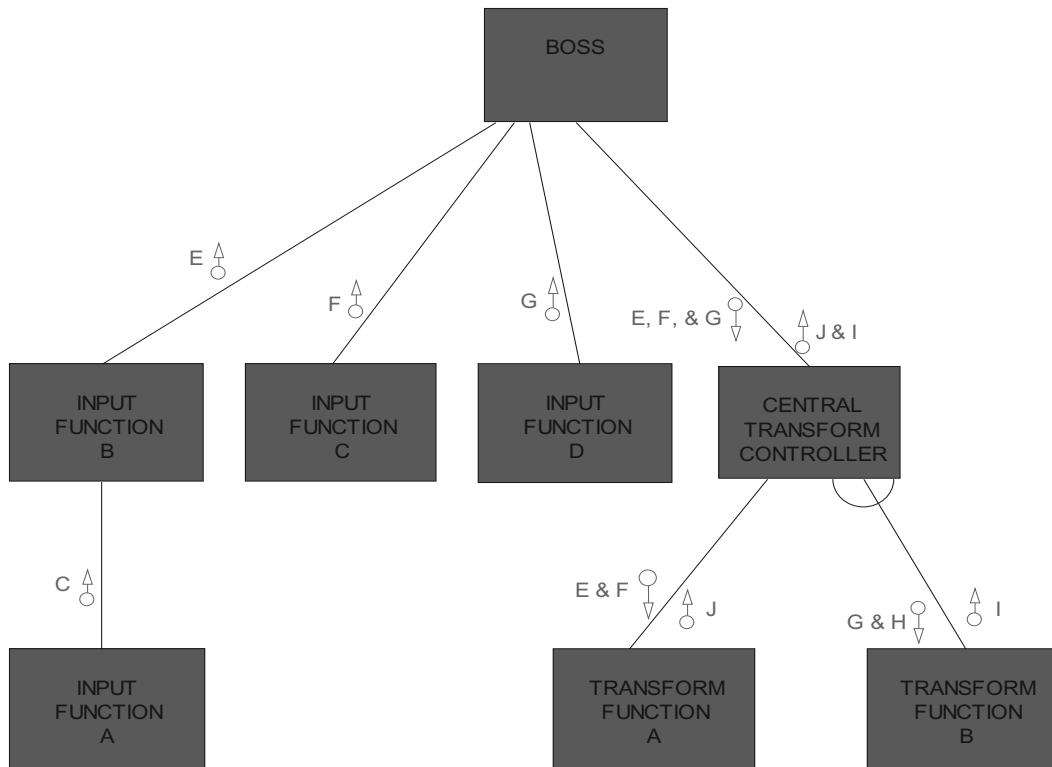 BOSS
E
F
G
E, F, & G
J & I
INPUT
FUNCTION
B
INPUT
FUNCTION
C
INPUT
FUNCTION
D
CENTRAL
TRANSFORM
CONTROLLER
C
E & F
J
G & H
I
INPUT
FUNCTION
A
TRANSFORM
FUNCTION
A
TRANSFORM
FUNCTION
B